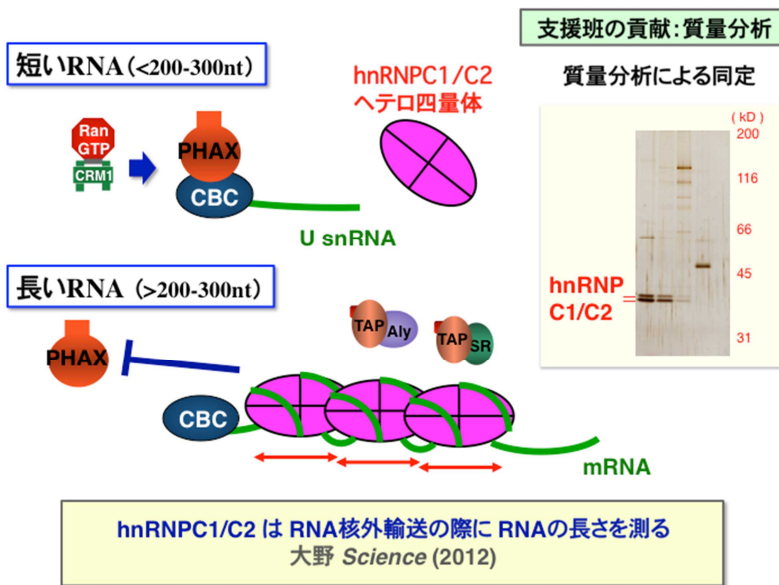 支援班の貢献:質量分析
短いRNA(<200-300nt)
hnRNPC1/C2
ヘテロ四量体
質量分析による同定
Ran
GTP
CRM1
PHAX
CBC
U snRNA
(kD)
200
116
66
45
31
hnRNP
C1/C2
長いRNA (>200-300nt)
PHAX
TAP
Aly
TAP
SR
CBC
mRNA
hnRNPC1/C2 は RNA核外輸送の際に RNAの長さを測る
大野 Science (2012)